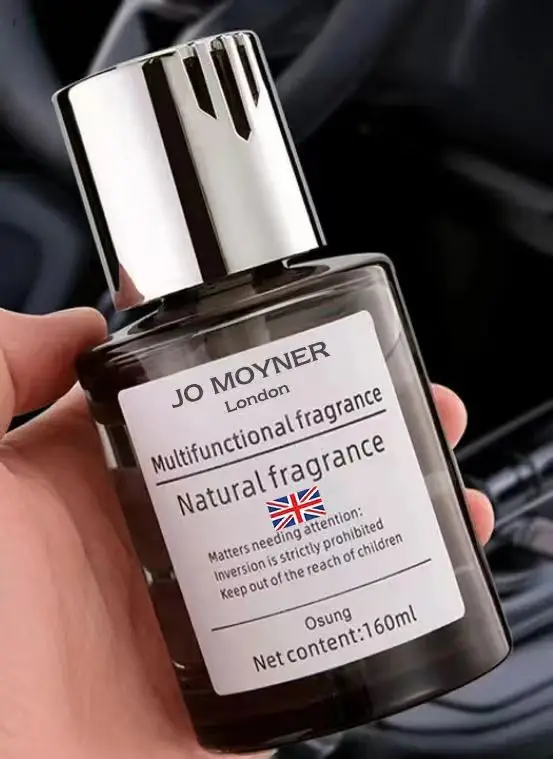 JO MOYNER
London
Multifunctional fragrance
Natural fragrance
Matters needing attention:
Inversion is strictly prohibited
Keep out of the reach of children
Osung
Net content:160ml